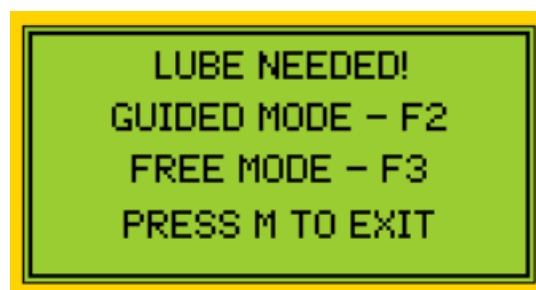 LUBE NEEDED!
GUIDED MODE – F2
FREE MODE – F3
PRESS M TO EXIT